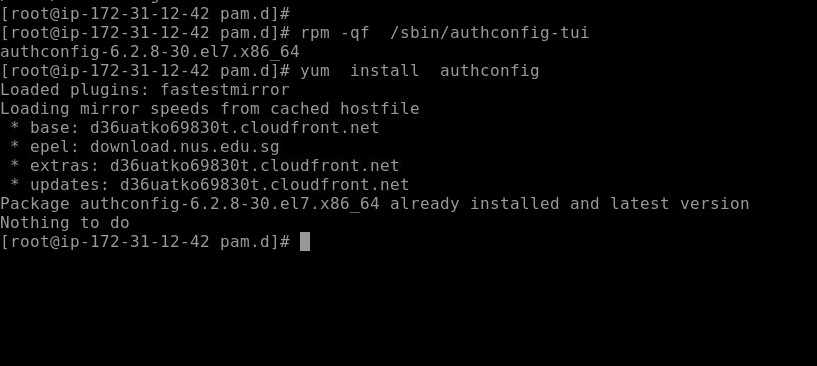 [root@ip-172-31-12-42 pam.d]#
[root@ip-172-31-12-42 pam.d]# rpm -qf  /sbin/authconfig-tui
authconfig-6.2.8-30.el7.x86_64
[root@ip-172-31-12-42 pam.d]# yum  install  authconfig
Loaded plugins: fastestmirror
Loading mirror speeds from cached hostfile
 * base: d36uatko69830t.cloudfront.net
 * epel: download.nus.edu.sg
 * extras: d36uatko69830t.cloudfront.net
 * updates: d36uatko69830t.cloudfront.net
Package authconfig-6.2.8-30.el7.x86_64 already installed and latest version
Nothing to do
[root@ip-172-31-12-42 pam.d]#